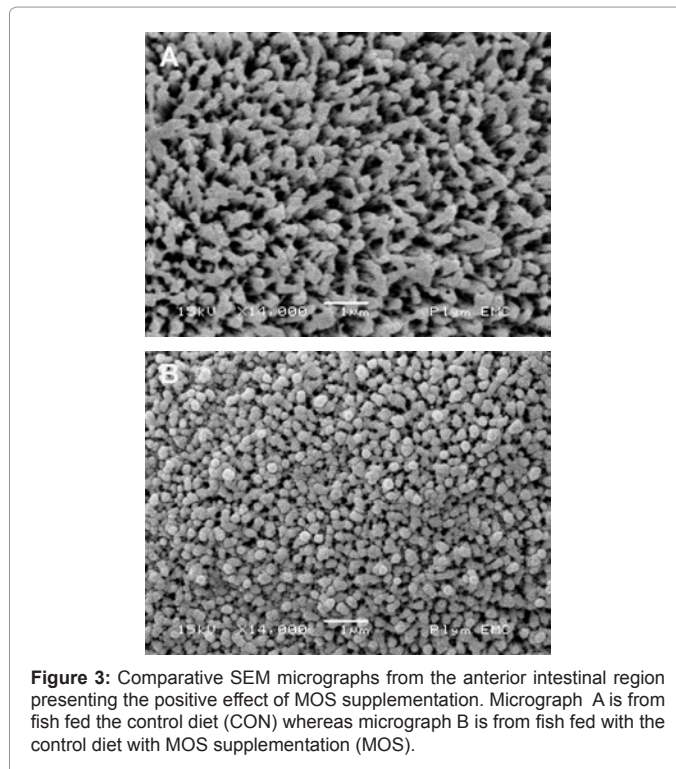 A
15kV X14,000 1µm Plym EMC
B
15kV X14,000 1µm Plym EMC
Figure 3: Comparative SEM micrographs from the anterior intestinal region
presenting the positive effect of MOS supplementation. Micrograph A is from
fish fed the control diet (CON) whereas micrograph B is from fish fed with the
control diet with MOS supplementation (MOS).